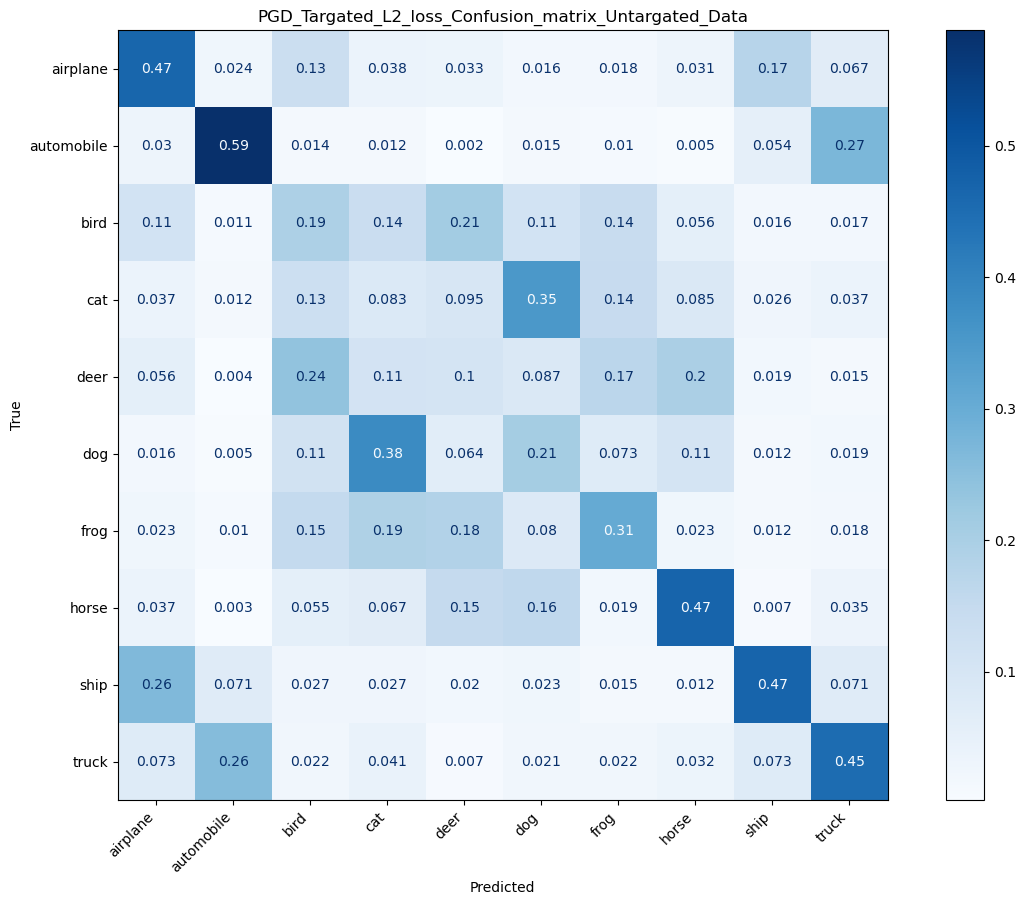 PGD_Targated_L2_loss_Confusion_matrix_Untargated_Data
airplane 0.47 0.024 0.13 0.038 0.033 0.016 0.018 0.031 0.17 0.067
automobile 0.03 0.59 0.014 0.012 0.002 0.015 0.01 0.005 0.054 0.27
bird 0.11 0.011 0.19 0.14 0.21 0.11 0.14 0.056 0.016 0.017
cat 0.037 0.012 0.13 0.083 0.095 0.35 0.14 0.085 0.026 0.037
deer 0.056 0.004 0.24 0.11 0.1 0.087 0.17 0.2 0.019 0.015
dog 0.016 0.005 0.11 0.38 0.064 0.21 0.073 0.11 0.012 0.019
frog 0.023 0.01 0.15 0.19 0.18 0.08 0.31 0.023 0.012 0.018
horse 0.037 0.003 0.055 0.067 0.15 0.16 0.019 0.47 0.007 0.035
ship 0.26 0.071 0.027 0.027 0.02 0.023 0.015 0.012 0.47 0.071
truck 0.073 0.26 0.022 0.041 0.007 0.021 0.022 0.032 0.073 0.45
True
airplane automobile bird cat deer dog frog horse ship truck
Predicted
0.5
0.4
0.3
0.2
0.1